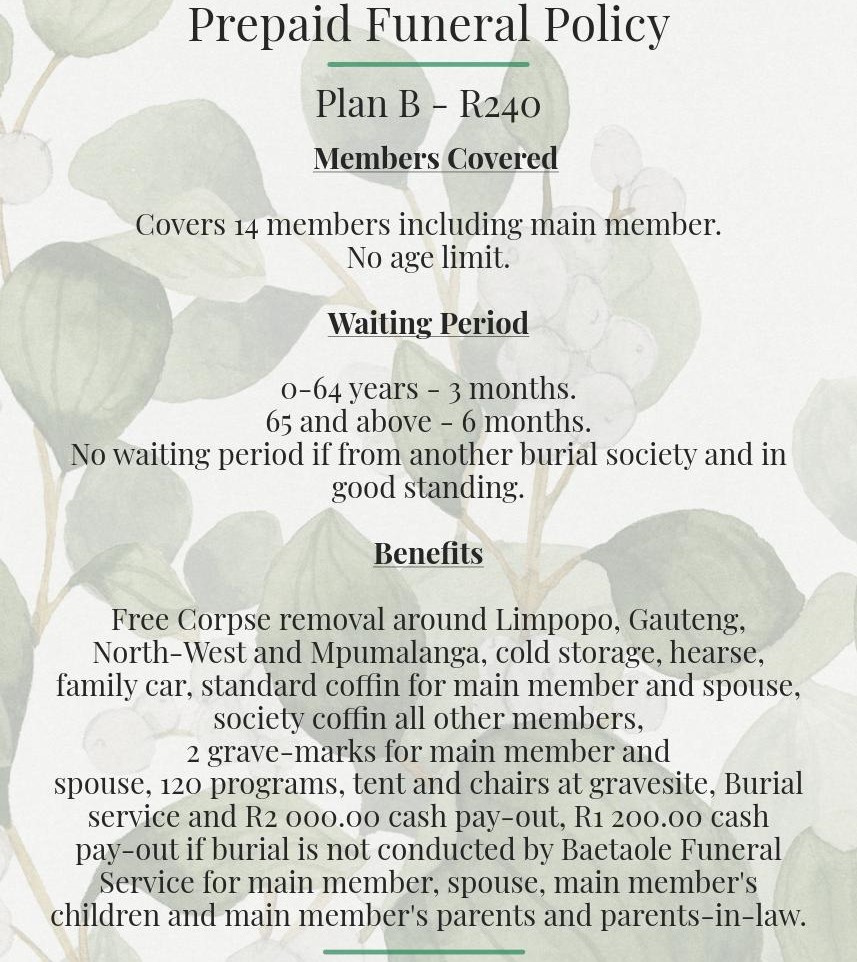 Prepaid Funeral Policy
Plan B - R240
Members Covered
Covers 14 members including main member.
No age limit.
Waiting Period
0-64 years - 3 months.
65 and above - 6 months.
No waiting period if from another burial society and in
good standing.
Benefits
Free Corpse removal around Limpopo, Gauteng,
North-West and Mpumalanga, cold storage, hearse,
family car, standard coffin for main member and spouse,
society coffin all other members,
2 grave-marks for main member and
spouse, 120 programs, tent and chairs at gravesite, Burial
service and R2 000.00 cash pay-out, R1 200.00 cash
pay-out if burial is not conducted by Baetaole Funeral
Service for main member, spouse, main member's
children and main member's parents and parents-in-law.